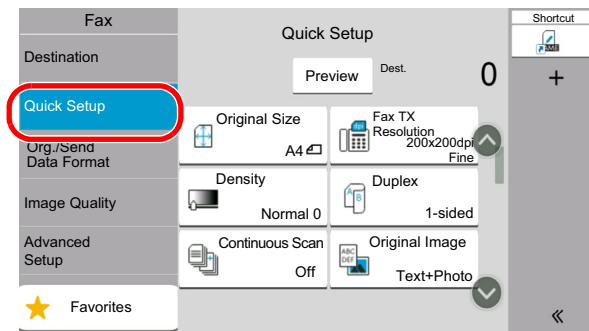 Fax
Destination
Quick Setup
Org./Send
Data Format
Image Quality
Advanced
Setup
Favorites
Quick Setup
Preview
Dest.
0
Original Size
A4
Fax TX
Resolution
200x200dpi
Fine
Density
Normal 0
Duplex
1-sided
Continuous Scan
Off
Original Image
Text+Photo
1
Shortcut
+